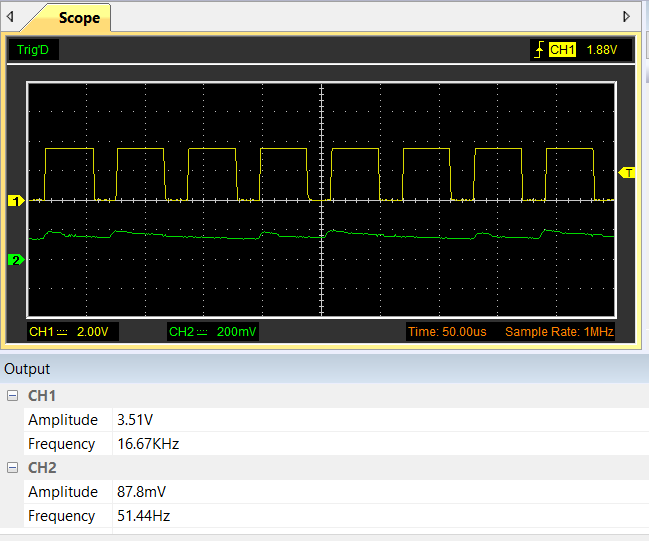 Scope
Trig'D CH1 1.88V
T
1
2
CH1 2.00V CH2 200mV Time: 50.00us Sample Rate: 1MHz
Output
CH1
Amplitude 3.51V
Frequency 16.67KHz
CH2
Amplitude 87.8mV
Frequency 51.44Hz